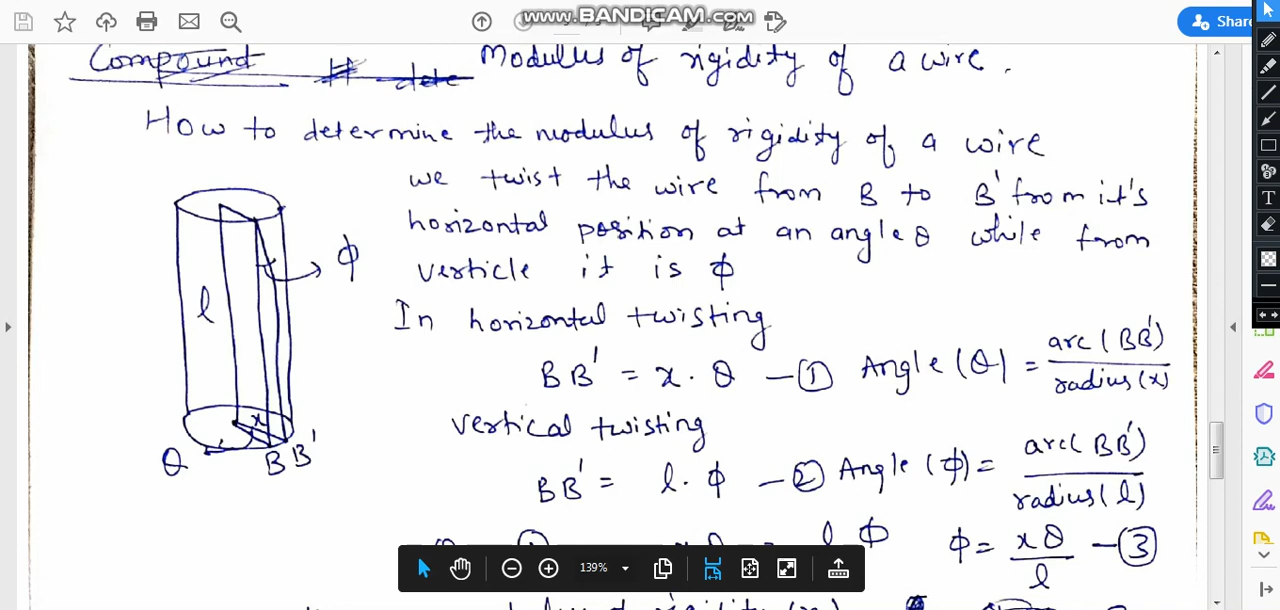 WWW.BANDICAM.COM
Share
Compound Modulus of rigidity of a wire.
How to determine the modulus of rigidity of a wire
we twist the wire from B to B' from it's
horizontal position at an angle θ while from
verticle it is ϕ
In horizontal twisting
BB' = x · θ —① Angle (θ) = arc (BB') / radius (x)
vertical twisting
BB' = l · ϕ —② Angle (ϕ) = arc (BB') / radius (l)
l ϕ ϕ = xθ / l —③
ϕ
l
x
θ
B B'
139%
T